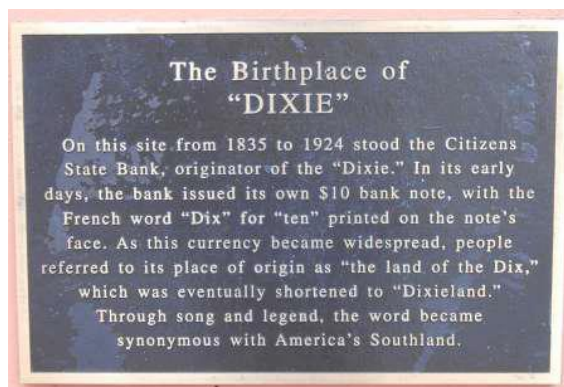 The Birthplace of
“DIXIE”
On this site from 1835 to 1924 stood the Citizens
State Bank, originator of the “Dixie.” In its early
days, the bank issued its own $10 bank note, with the
French word “Dix” for “ten” printed on the note’s
face. As this currency became widespread, people
referred to its place of origin as “the land of the Dix,”
which was eventually shortened to “Dixieland.”
Through song and legend, the word became
synonymous with America’s Southland.